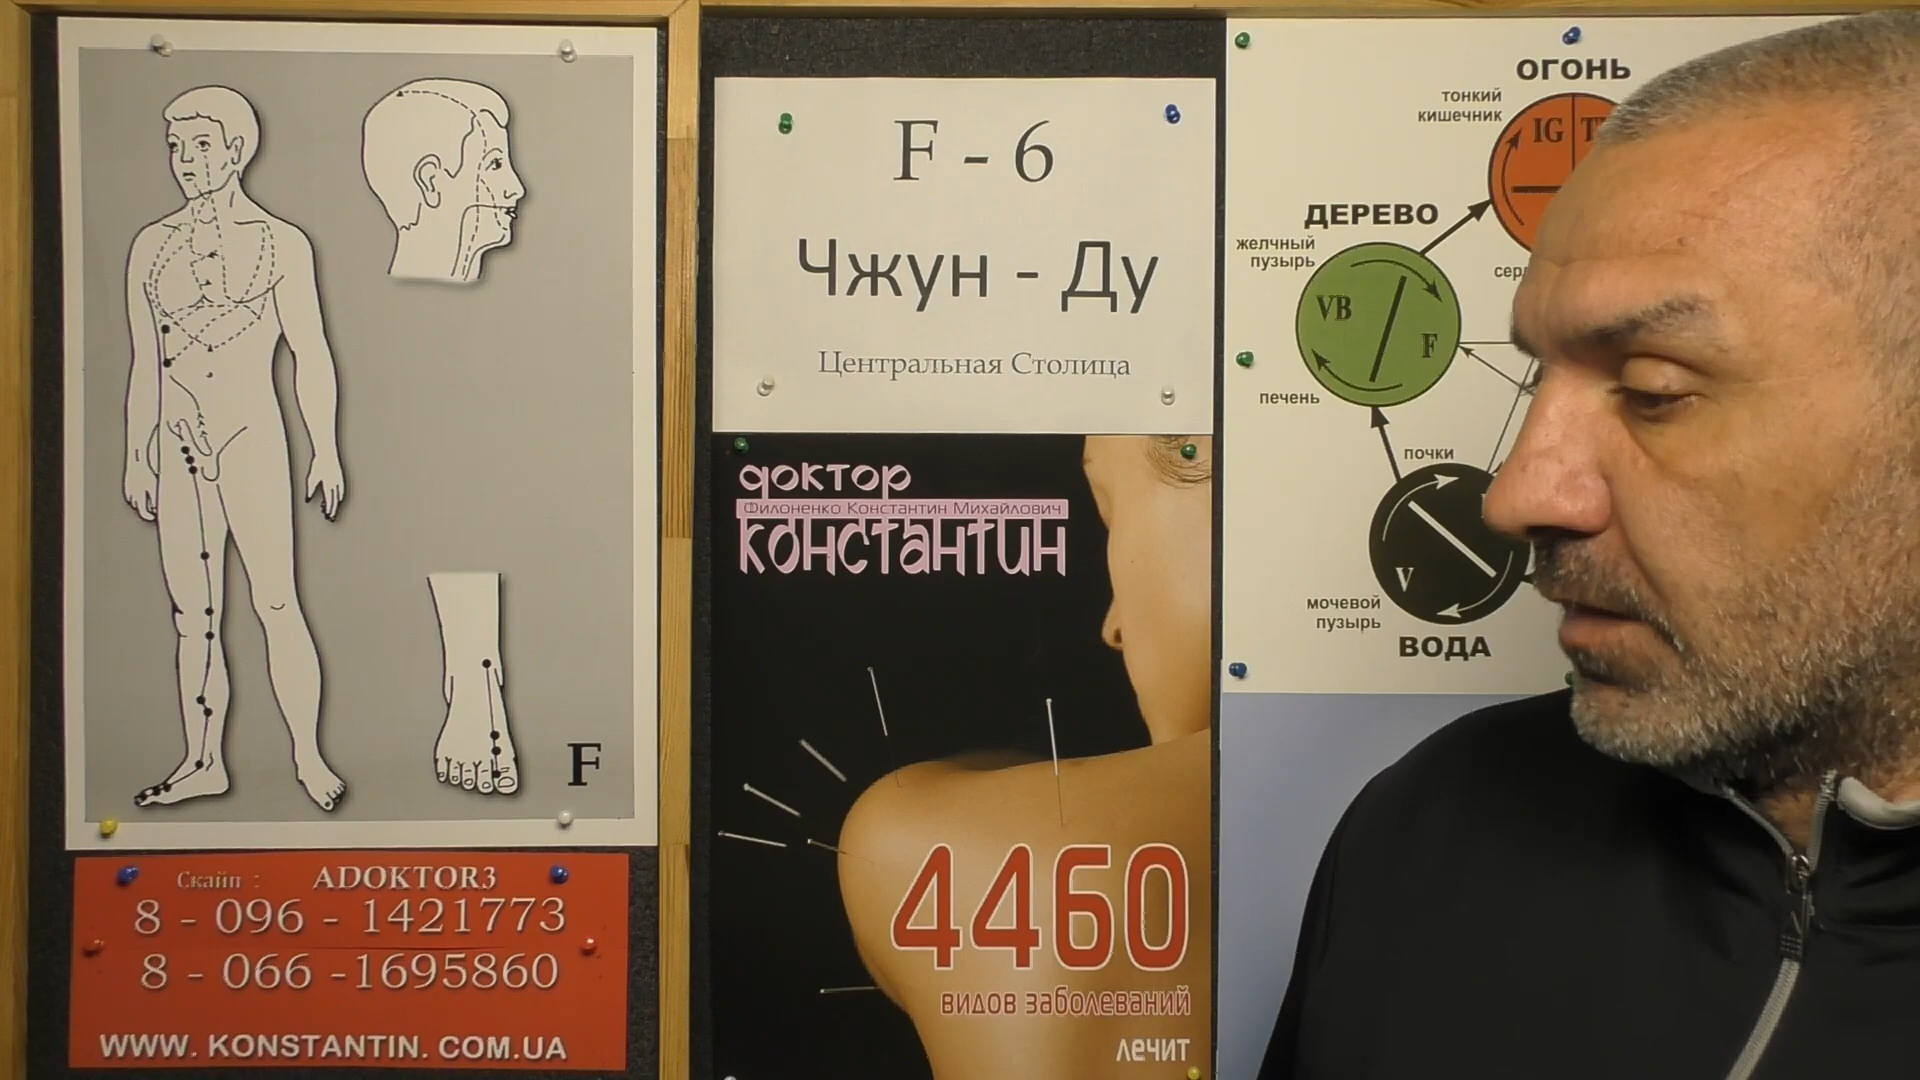 F
Скайп : ADOKTOR3
8 - 096 - 1421773
8 - 066 -1695860
WWW. KONSTANTIN. COM.UA
F - 6
Чжун - Ду
Центральная Столица
доктор
Филоненко Константин Михайлович
константин
4460
видов заболеваний
лечит
ОГОНЬ
тонкий
кишечник
IG
ДЕРЕВО
желчный
пузырь
VB
F
печень
почки
V
мочевой
пузырь
ВОДА